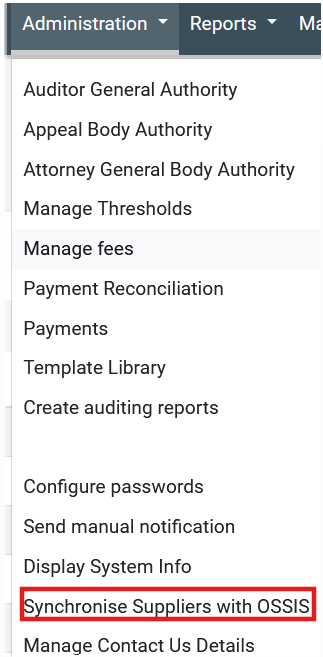 Administration Reports Ma
Auditor General Authority
Appeal Body Authority
Attorney General Body Authority
Manage Thresholds
Manage fees
Payment Reconciliation
Payments
Template Library
Create auditing reports
Configure passwords
Send manual notification
Display System Info
Synchronise Suppliers with OSSIS
Manage Contact Us Details